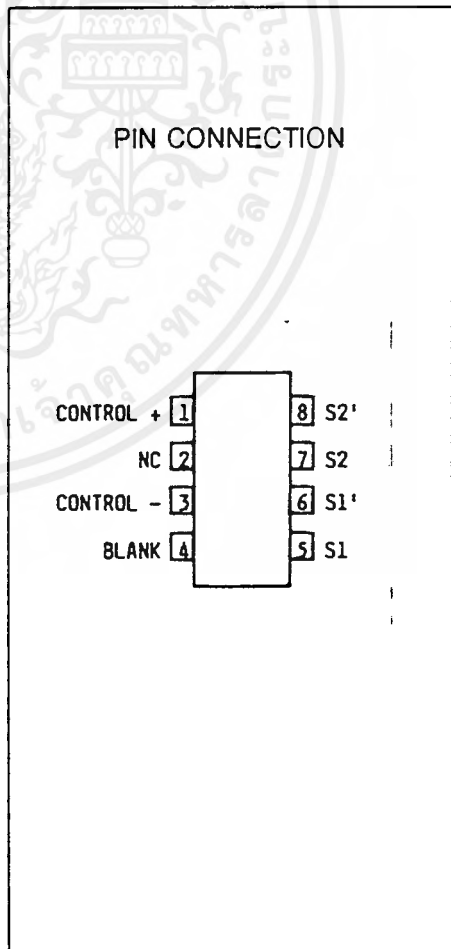 PIN CONNECTION
CONTROL + 1
NC 2
CONTROL - 3
BLANK 4
8 S2'
7 S2
6 S1'
5 S1